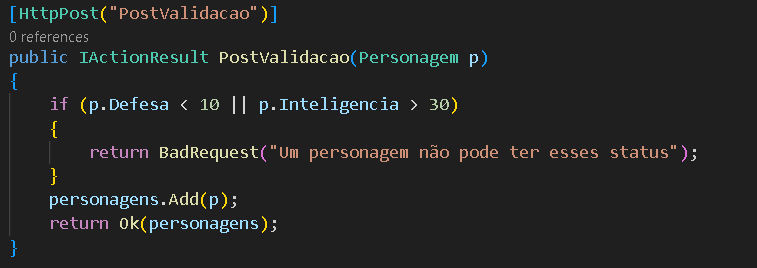 [HttpPost("PostValidacao")]
0 references
public IActionResult PostValidacao(Personagem p)
{
    if (p.Defesa < 10 || p.Inteligencia > 30)
    {
        return BadRequest("Um personagem não pode ter esses status");
    }
    personagens.Add(p);
    return Ok(personagens);
}